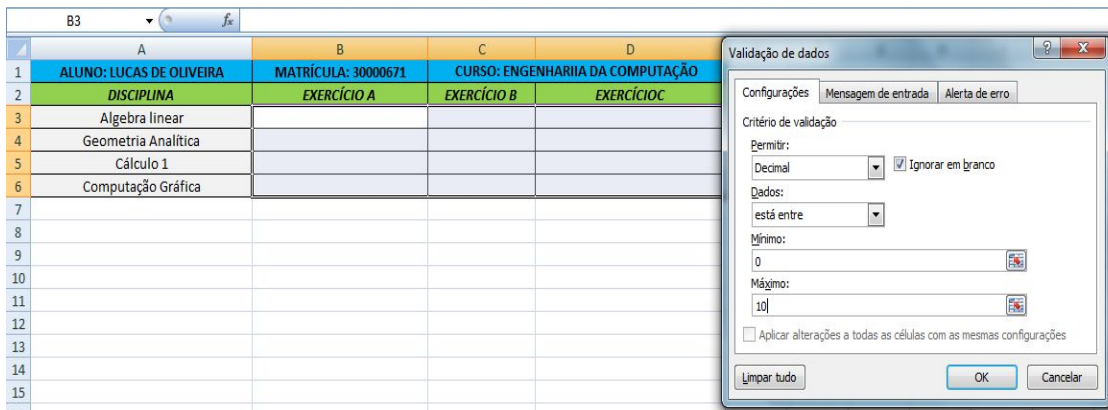 B3 fx
A B C D
1 ALUNO: LUCAS DE OLIVEIRA MATRÍCULA: 30000671 CURSO: ENGENHARIIA DA COMPUTAÇÃO
2 DISCIPLINA EXERCÍCIO A EXERCÍCIO B EXERCÍCIOC
3 Algebra linear
4 Geometria Analítica
5 Cálculo 1
6 Computação Gráfica
7
8
9
10
11
12
13
14
15
Validação de dados ? X
Configurações Mensagem de entrada Alerta de erro
Critério de validação
Permitir:
Decimal Ignorar em branco
Dados:
está entre
Mínimo:
0
Máximo:
10
Aplicar alterações a todas as células com as mesmas configurações
Limpar tudo OK Cancelar